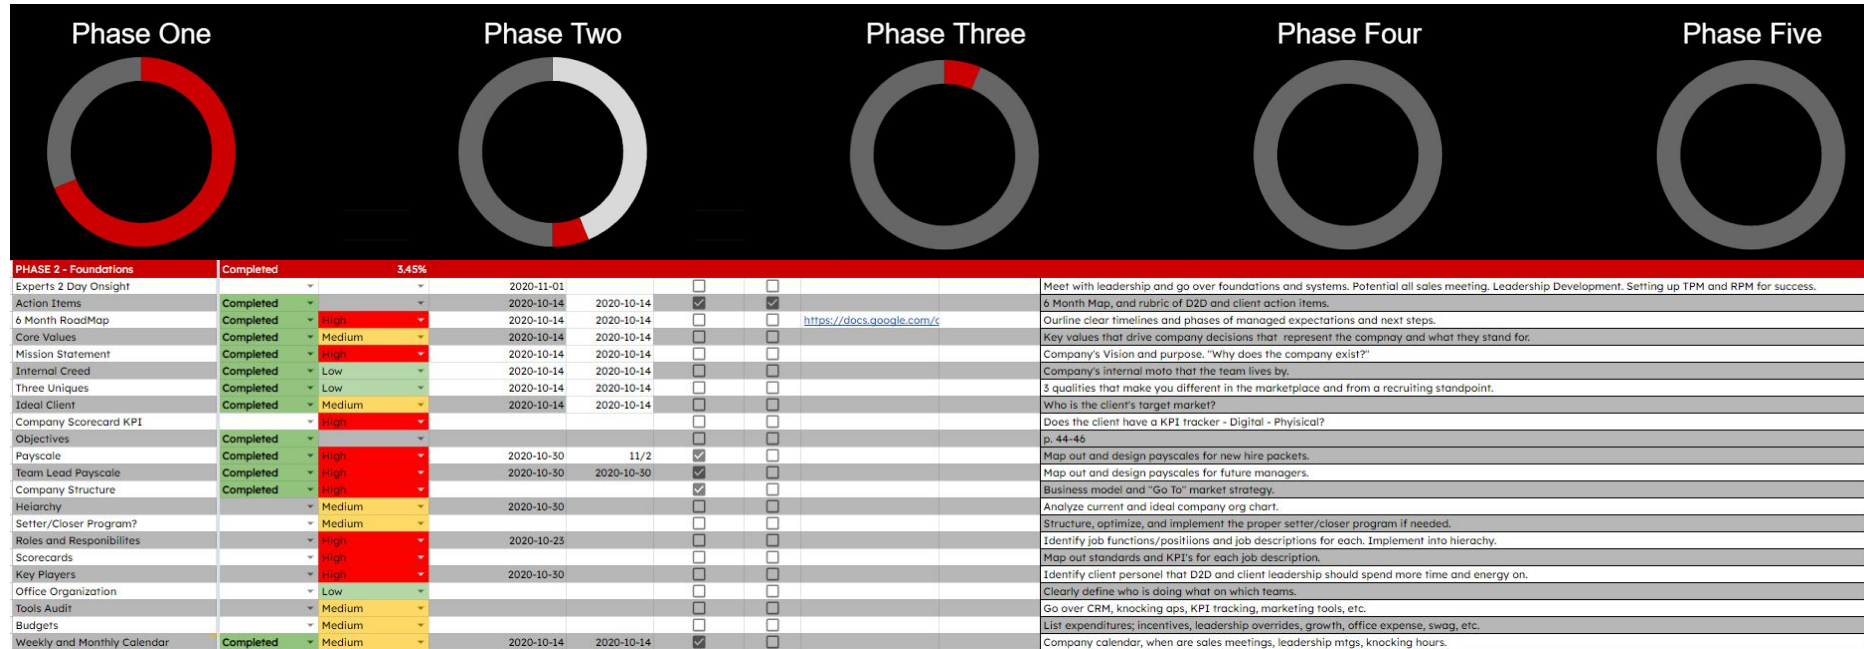 Phase One Phase Two Phase Three Phase Four Phase Five
PHASE 2 - Foundations Completed 3.45%
Experts 2 Day Onsight 2020-11-01 Meet with leadership and go over foundations and systems. Potential all sales meeting. Leadership Development. Setting up TPM and RPM for success.
Action Items Completed 2020-10-14 2020-10-14 6 Month Map, and rubric of D2D and client action items.
6 Month RoadMap Completed High 2020-10-14 2020-10-14 https://docs.google.com/c Ourline clear timelines and phases of managed expectations and next steps.
Core Values Completed Medium 2020-10-14 2020-10-14 Key values that drive company decisions that represent the compnay and what they stand for.
Mission Statement Completed High 2020-10-14 2020-10-14 Company's Vision and purpose. "Why does the company exist?"
Internal Creed Completed Low 2020-10-14 2020-10-14 Company's internal moto that the team lives by.
Three Uniques Completed Low 2020-10-14 2020-10-14 3 qualities that make you different in the marketplace and from a recruiting standpoint.
Ideal Client Completed Medium 2020-10-14 2020-10-14 Who is the client's target market?
Company Scorecard KPI High Does the client have a KPI tracker - Digital - Phyisical?
Objectives Completed p. 44-46
Payscale Completed High 2020-10-30 11/2 Map out and design payscales for new hire packets.
Team Lead Payscale Completed High 2020-10-30 2020-10-30 Map out and design payscales for future managers.
Company Structure Completed High Business model and "Go To" market strategy.
Heiarchy Medium 2020-10-30 Analyze current and ideal company org chart.
Setter/Closer Program? Medium Structure, optimize, and implement the proper setter/closer program if needed.
Roles and Responibilites High 2020-10-23 Identify job functions/positiions and job descriptions for each. Implement into hierachy.
Scorecards High Map out standards and KPI's for each job description.
Key Players High 2020-10-30 Identify client personel that D2D and client leadership should spend more time and energy on.
Office Organization Low Clearly define who is doing what on which teams.
Tools Audit Medium Go over CRM, knocking aps, KPI tracking, marketing tools, etc.
Budgets Medium List expenditures; incentives, leadership overrides, growth, office expense, swag, etc.
Weekly and Monthly Calendar Completed Medium 2020-10-14 2020-10-14 Company calendar, when are sales meetings, leadership mtgs, knocking hours.